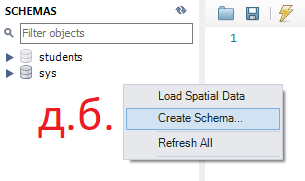 SCHEMAS
Filter objects
students
sys
д.б.
Load Spatial Data
Create Schema...
Refresh All
1